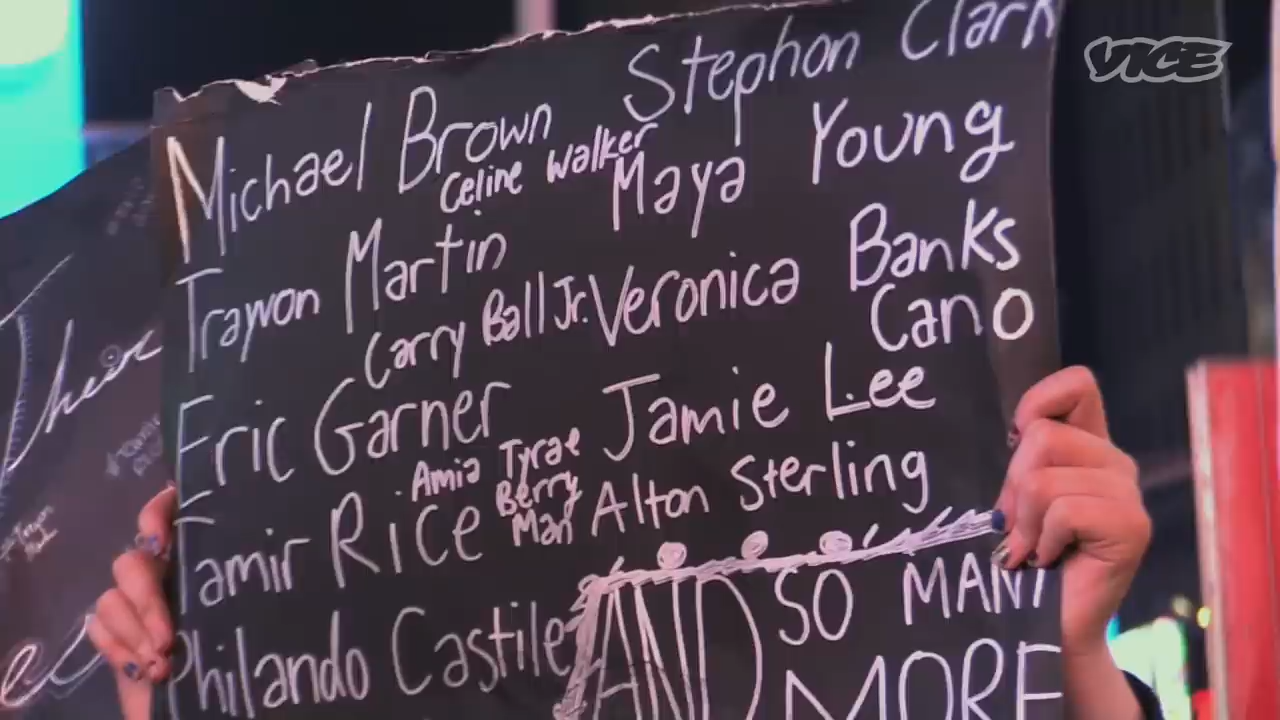 VICE
Michael Brown
Stephon Clark
Celine Walker
Maya Young
Trayvon Martin
Carry Ball Jr.
Veronica Banks
Cano
Eric Garner
Jamie Lee
Amia Tyrae
Berry
Man
Tamir Rice
Alton Sterling
Philando Castile
AND SO MANY
MORE
Their